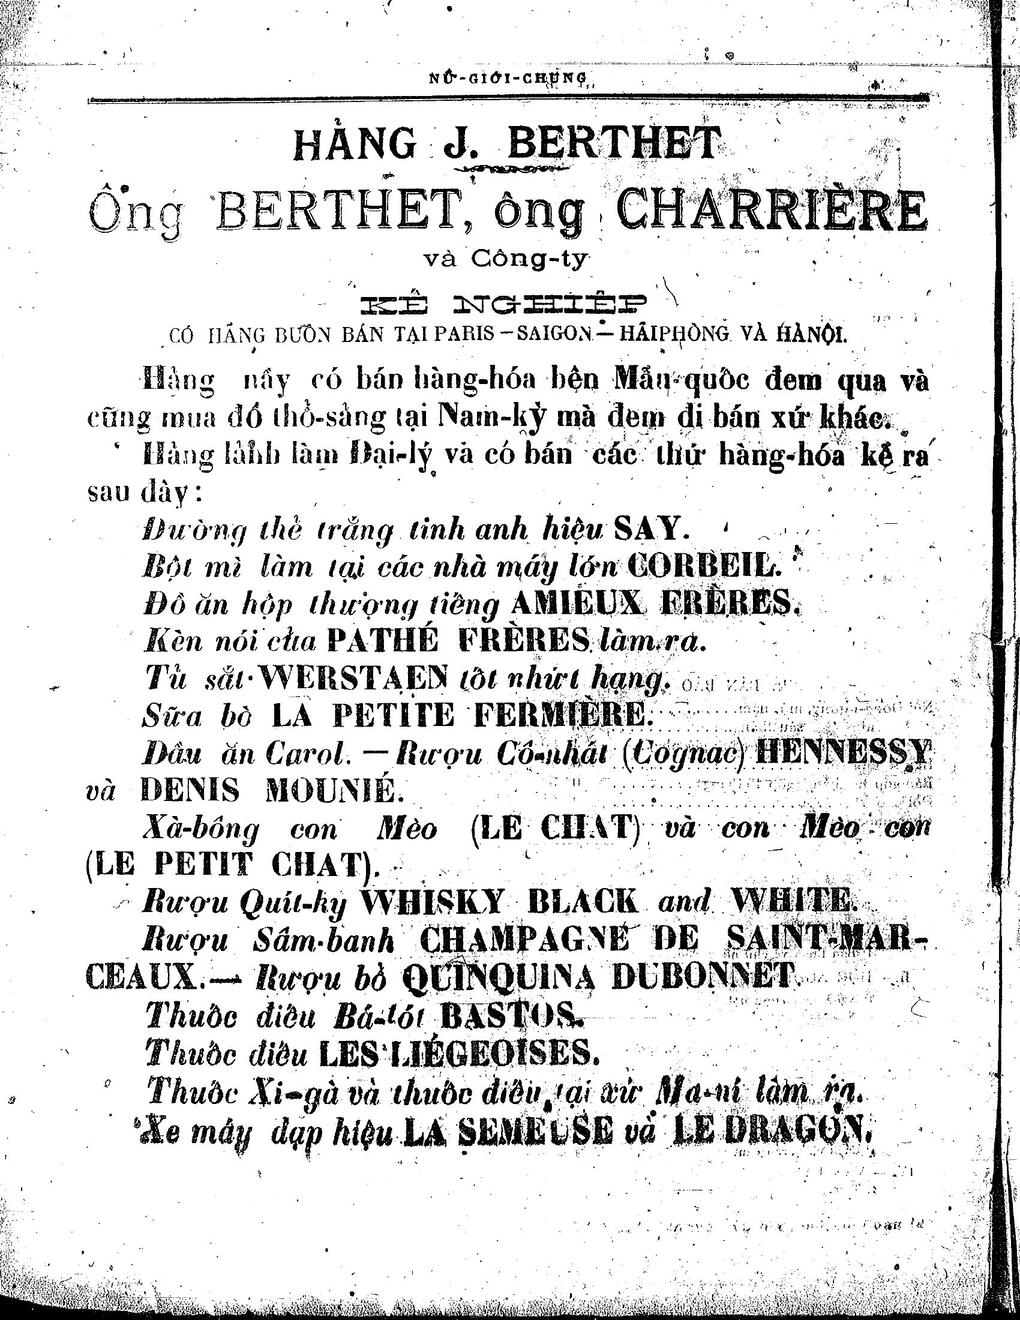 NỮ-GIỚI-CHUNG
HÀNG J. BERTHET
Ông BERTHET, ông CHARRIÈRE
và Công-ty
KẾ NGHIỆP
CÓ HÀNG BUÔN BÁN TẠI PARIS – SAIGON – HẢIPHÒNG VÀ HÀNỘI.
Hàng nầy có bán hàng-hóa bên Mẫu-quốc đem qua và
cũng mua đồ thổ-sảng tại Nam-kỳ mà đem đi bán xứ khác.
Hàng lảnh làm Đại-lý và có bán các thứ hàng-hóa kể ra
sau đây :
Đường thẻ trắng tinh anh hiệu SAY.
Bột mì làm tại các nhà máy lớn CORBEIL.
Đồ ăn hộp thượng tiếng AMIEUX FRÈRES.
Kèn nói của PATHÉ FRÈRES làm ra.
Tủ sắt WERSTAEN tốt nhứt hạng.
Sữa bò LA PETITE FERMIÈRE.
Dầu ăn Carol. — Rượu Cô-nhát (Cognac) HENNESSY
và DENIS MOUNIÉ.
Xà-bông con Mèo (LE CHAT) và con Mèo con
(LE PETIT CHAT).
Rượu Quít-ky WHISKY BLACK and WHITE.
Rượu Sâm-banh CHAMPAGNE DE SAINT-MAR-
CEAUX. — Rượu bổ QUINQUINA DUBONNET
Thuốc điếu Bá-tót BASTOS.
Thuốc điếu LES LIÉGEOISES.
Thuốc Xi-gà và thuốc điếu tại xứ Ma-ní làm ra.
Xe máy đạp hiệu LA SEMEUSE và LE DRAGON.